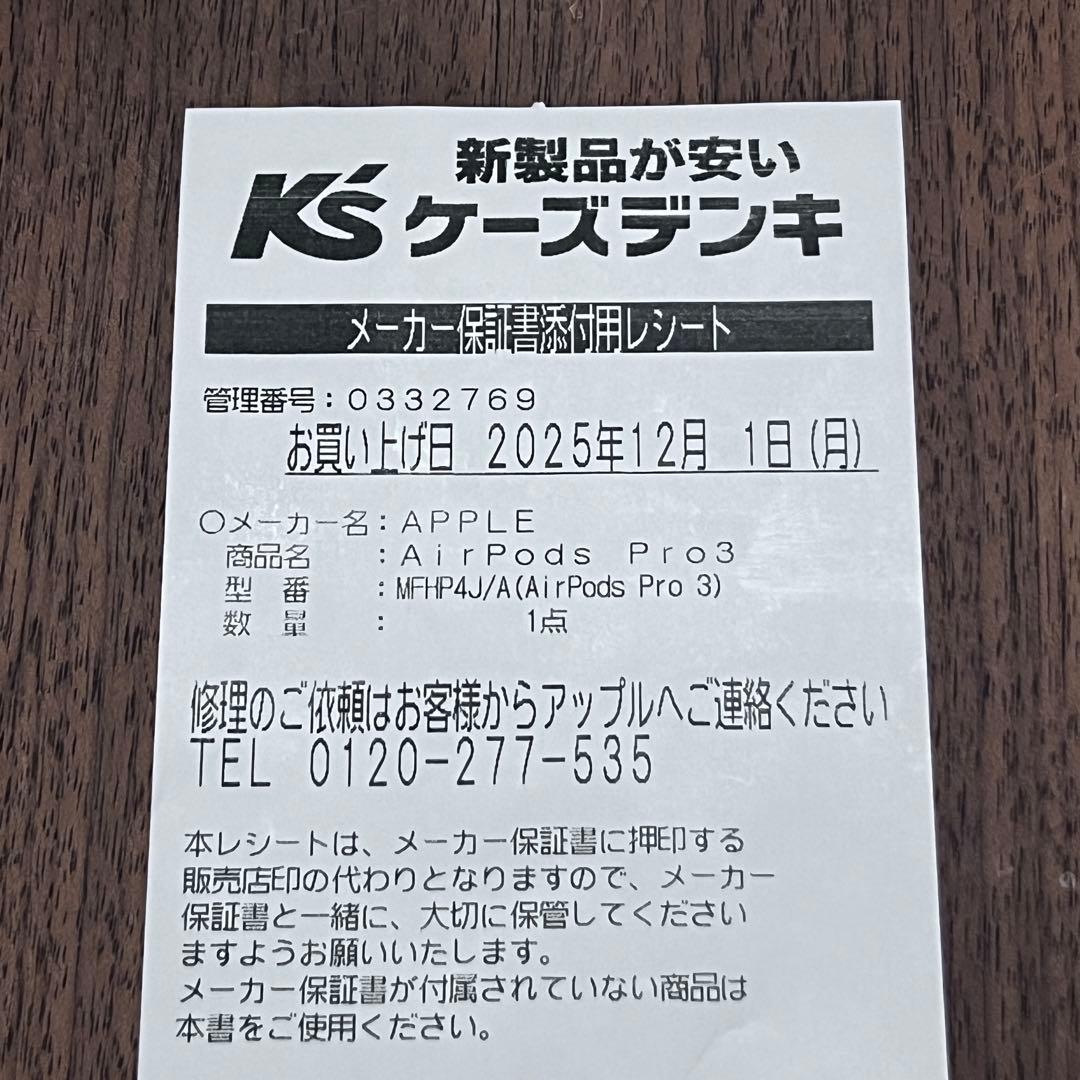 新製品が安い
K'sケーズデンキ
メーカー保証書添付用レシート
管理番号：0332769
お買い上げ日 2025年12月 1日(月)
○メーカー名：APPLE
商品名 ：AirPods Pro3
型 番 ：MFHP4J/A(AirPods Pro 3)
数 量 ： 1点
修理のご依頼はお客様からアップルへご連絡ください
TEL 0120-277-535
本レシートは、メーカー保証書に押印する
販売店印の代わりとなりますので、メーカー
保証書と一緒に、大切に保管してください
ますようお願いいたします。
メーカー保証書が付属されていない商品は
本書をご使用ください。